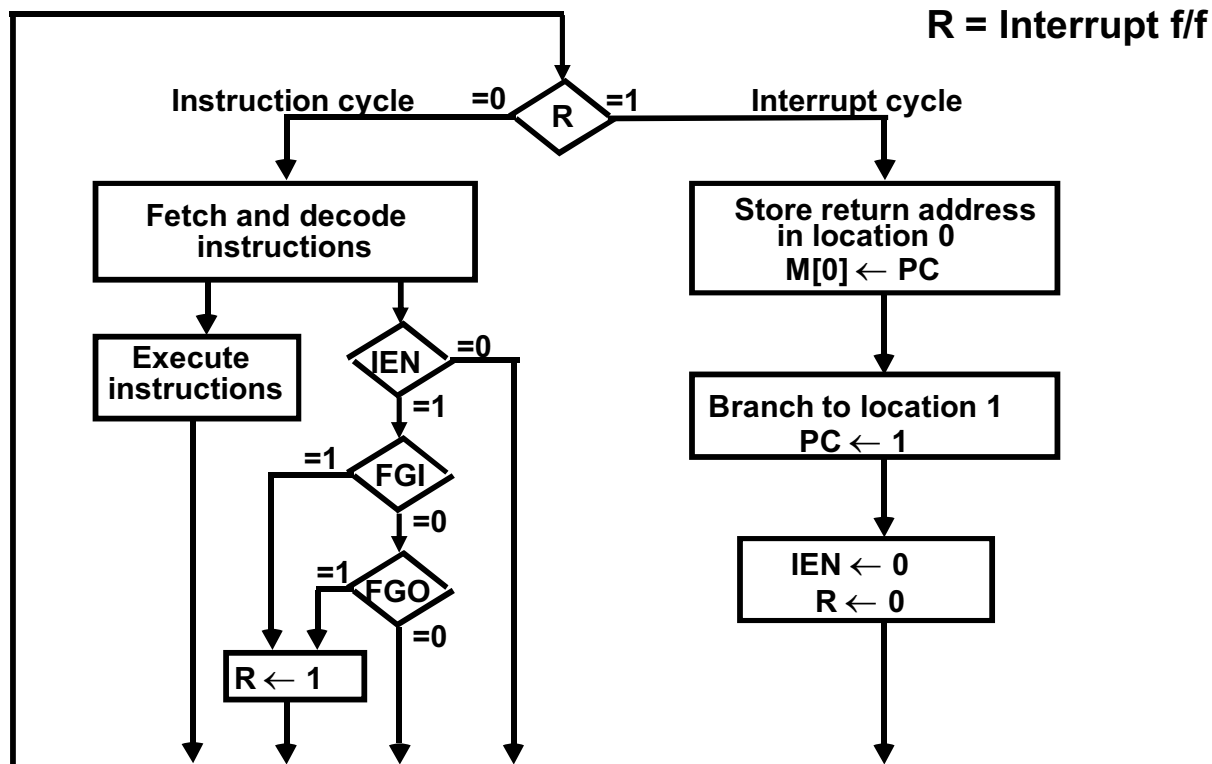 R = Interrupt f/f
Instruction cycle
=0
R
=1
Interrupt cycle
Fetch and decode
instructions
Execute
instructions
IEN
=0
=1
FGI
=1
=0
FGO
=1
=0
R ← 1
Store return address
in location 0
M[0] ← PC
Branch to location 1
PC ← 1
IEN ← 0
R ← 0